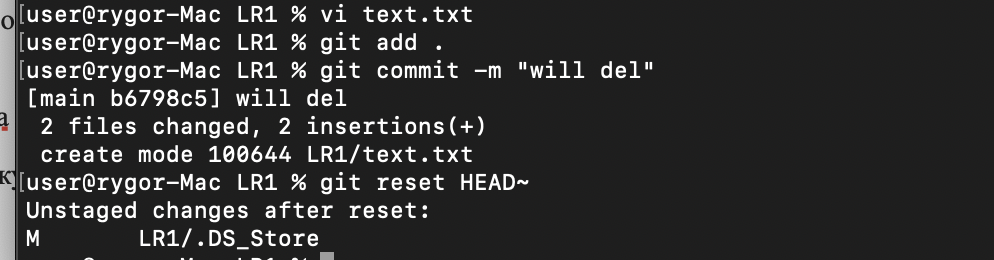 [user@rygor-Mac LR1 % vi text.txt
[user@rygor-Mac LR1 % git add .
[user@rygor-Mac LR1 % git commit -m "will del"
[main b6798c5] will del
 2 files changed, 2 insertions(+)
 create mode 100644 LR1/text.txt
[user@rygor-Mac LR1 % git reset HEAD~
Unstaged changes after reset:
M       LR1/.DS_Store